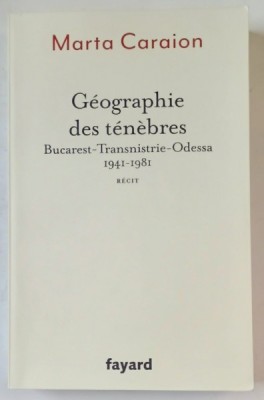 Marta Caraion
Géographie
des ténèbres
Bucarest-Transnistrie-Odessa
1941-1981
RÉCIT
fayard